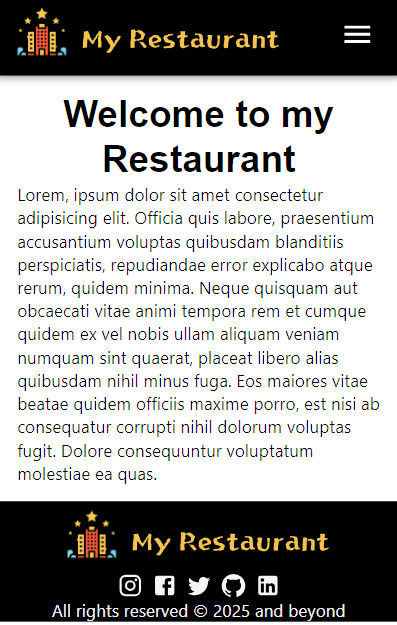 My Restaurant
Welcome to my
Restaurant
Lorem, ipsum dolor sit amet consectetur
adipisicing elit. Officia quis labore, praesentium
accusantium voluptas quibusdam blanditiis
perspiciatis, repudiandae error explicabo atque
rerum, quidem minima. Neque quisquam aut
obcaecati vitae animi tempora rem et cumque
quidem ex vel nobis ullam aliquam veniam
numquam sint quaerat, placeat libero alias
quibusdam nihil minus fuga. Eos maiores vitae
beatae quidem officiis maxime porro, est nisi ab
consequatur corrupti nihil dolorum voluptas
fugit. Dolore consequuntur voluptatum
molestiae ea quas.
My Restaurant
All rights reserved © 2025 and beyond